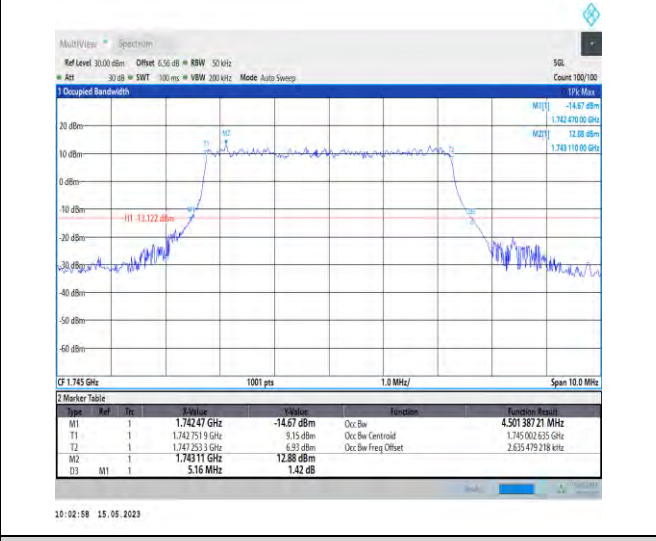 MultiView Spectrum
Ref Level 30.00 dBm Offset 6.56 dB RBW 50 kHz SGL
Att 30 dB SWT 100 ms VBW 200 kHz Mode Auto Sweep Count 100/100
1 Occupied Bandwidth 1Pk Max
M1[1] -14.67 dBm
1.742 470 00 GHz
M2[1] 12.88 dBm
1.743 110 00 GHz
M2
T1
T2
20 dBm
10 dBm
0 dBm
-10 dBm
H1 -13.122 dBm
-20 dBm
-30 dBm
-40 dBm
-50 dBm
-60 dBm
CF 1.745 GHz 1001 pts 1.0 MHz/ Span 10.0 MHz
2 Marker Table
Type Ref Trc X-Value Y-Value Function Function Result
M1 1 1.74247 GHz -14.67 dBm Occ Bw 4.501 387 21 MHz
T1 1 1.742 751 9 GHz 9.15 dBm Occ Bw Centroid 1.745 002 635 GHz
T2 1 1.747 253 3 GHz 6.93 dBm Occ Bw Freq Offset 2.635 479 218 kHz
M2 1 1.74311 GHz 12.88 dBm
D3 M1 1 5.16 MHz 1.42 dB
10:02:58 15.05.2023